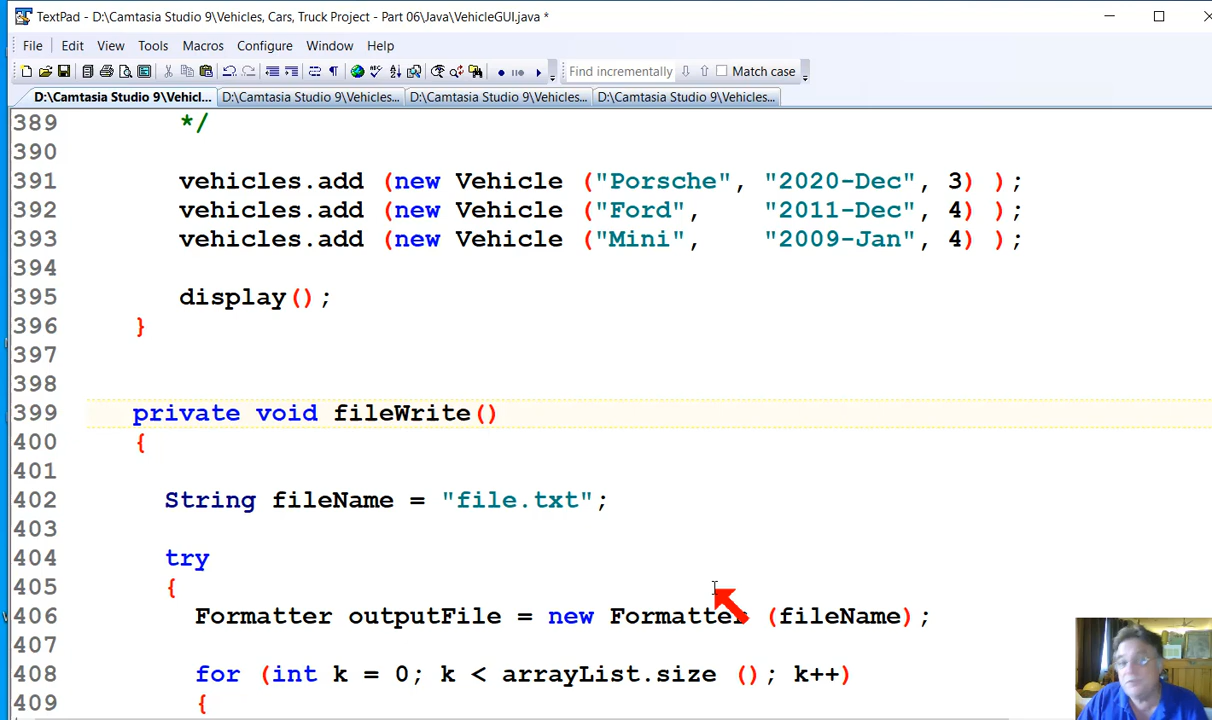 TextPad - D:\Camtasia Studio 9\Vehicles, Cars, Truck Project - Part 06\Java\VehicleGUI.java *
File Edit View Tools Macros Configure Window Help
Find incrementally Match case
D:\Camtasia Studio 9\Vehicl... D:\Camtasia Studio 9\Vehicles... D:\Camtasia Studio 9\Vehicles... D:\Camtasia Studio 9\Vehicles...
389 */
390
391 vehicles.add (new Vehicle ("Porsche", "2020-Dec", 3) );
392 vehicles.add (new Vehicle ("Ford", "2011-Dec", 4) );
393 vehicles.add (new Vehicle ("Mini", "2009-Jan", 4) );
394
395 display();
396 }
397
398
399 private void fileWrite()
400 {
401
402 String fileName = "file.txt";
403
404 try
405 {
406 Formatter outputFile = new Formatter (fileName);
407
408 for (int k = 0; k < arrayList.size (); k++)
409 {